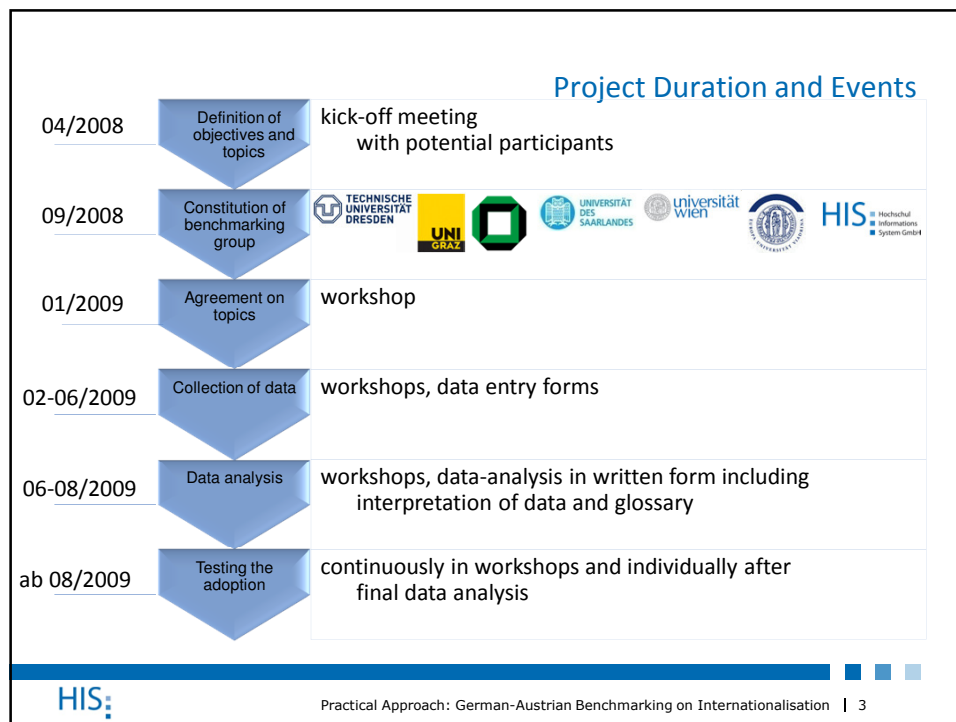 Project Duration and Events
04/2008
Definition of
objectives and
topics
kick-off meeting
with potential participants
09/2008
Constitution of
benchmarking
group
TECHNISCHE
UNIVERSITÄT
DRESDEN
UNI
GRAZ
UNIVERSITÄT
DES
SAARLANDES
universität
wien
HIS:
Hochschul
Informations
System GmbH
01/2009
Agreement on
topics
workshop
02-06/2009
Collection of data
workshops, data entry forms
06-08/2009
Data analysis
workshops, data-analysis in written form including
interpretation of data and glossary
ab 08/2009
Testing the
adoption
continuously in workshops and individually after
final data analysis
HIS:
Practical Approach: German-Austrian Benchmarking on Internationalisation | 3